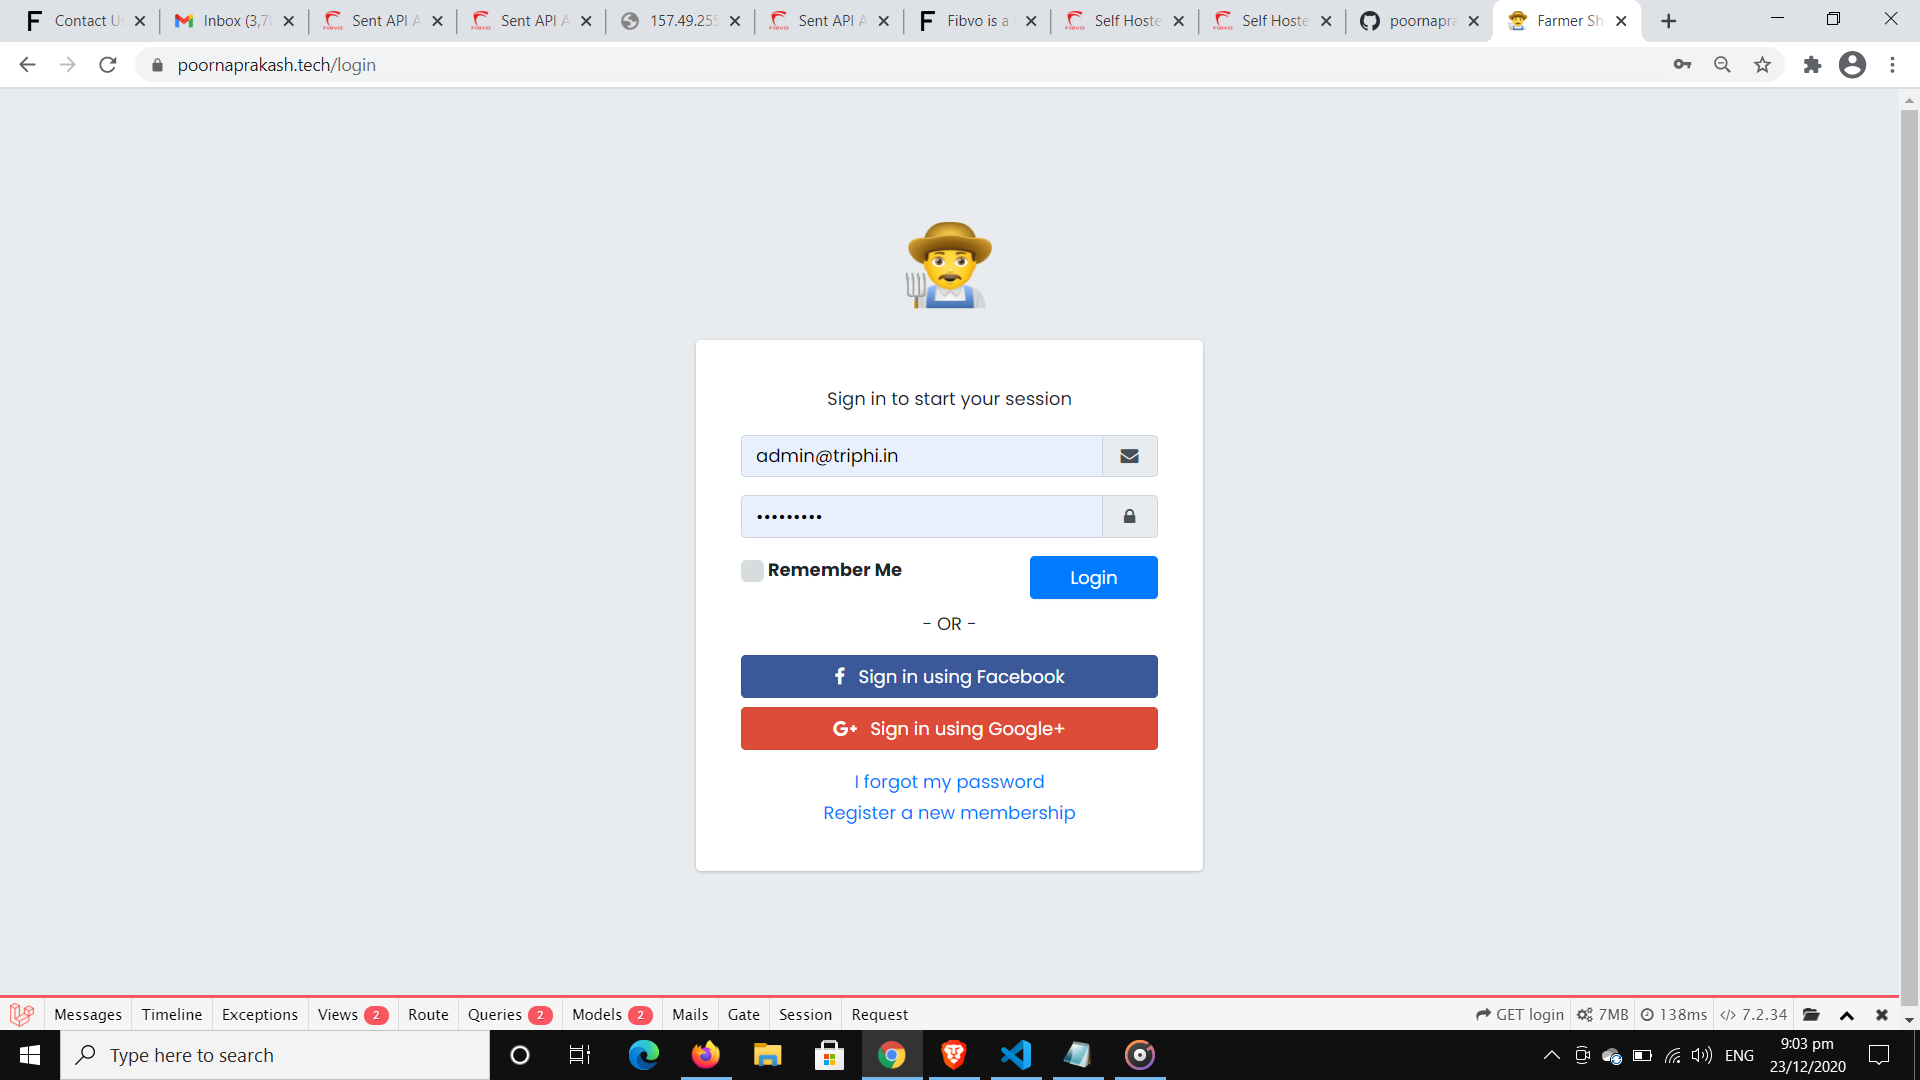 Contact U
Inbox (3,70
Sent API A
Sent API A
157.49.255
Sent API A
Fibvo is a
Self Hoste
Self Hoste
poornapra
Farmer Sh
poornaprakash.tech/login
Sign in to start your session
admin@triphi.in
•••••••••
Remember Me
Login
- OR -
Sign in using Facebook
G+ Sign in using Google+
I forgot my password
Register a new membership
Messages Timeline Exceptions Views 2 Route Queries 2 Models 2 Mails Gate Session Request GET login 7MB 138ms </> 7.2.34
Type here to search
ENG
9:03 pm
23/12/2020